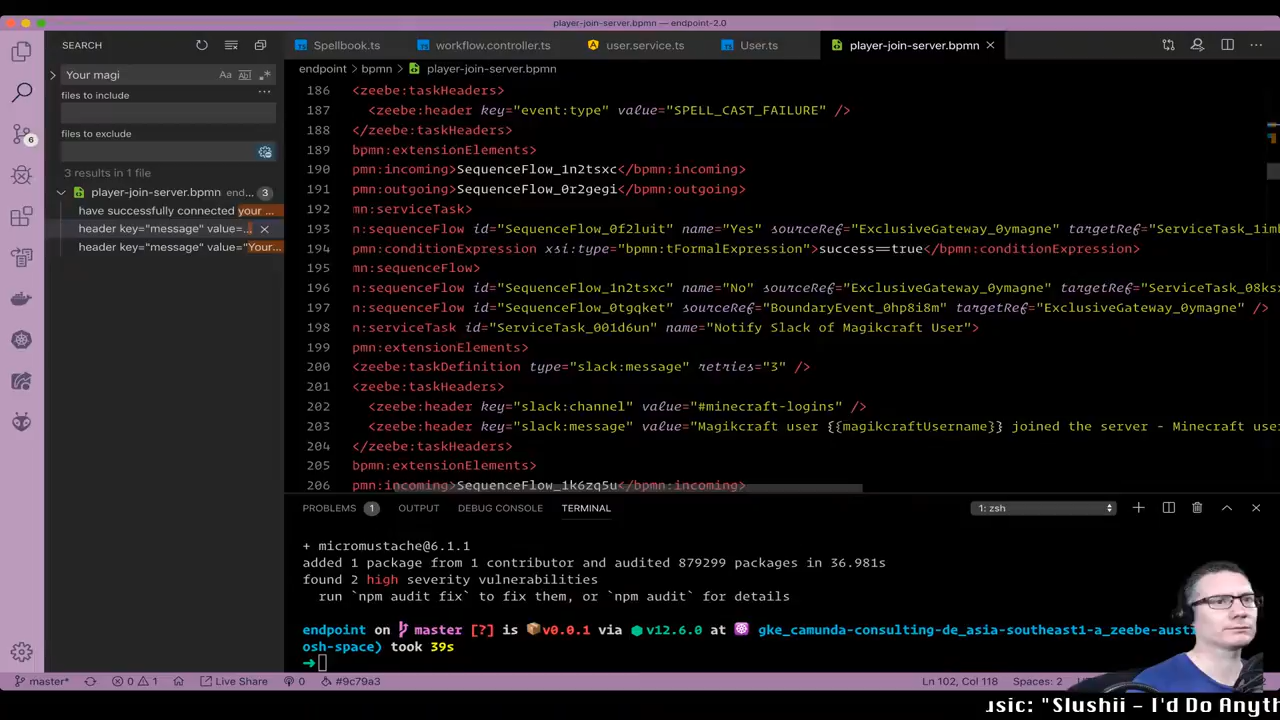 player-join-server.bpmn — endpoint-2.0
SEARCH
Spellbook.ts
workflow.controller.ts
user.service.ts
User.ts
player-join-server.bpmn
Your magi
Aa
files to include
files to exclude
3 results in 1 file
player-join-server.bpmn end... 3
have successfully connected your ...
header key="message" value=...
header key="message" value="Your...
endpoint > bpmn > player-join-server.bpmn
186 <zeebe:taskHeaders>
187 <zeebe:header key="event:type" value="SPELL_CAST_FAILURE" />
188 </zeebe:taskHeaders>
189 bpmn:extensionElements>
190 pmn:incoming>SequenceFlow_1n2tsxc</bpmn:incoming>
191 pmn:outgoing>SequenceFlow_0r2gegi</bpmn:outgoing>
192 mn:serviceTask>
193 n:sequenceFlow id="SequenceFlow_0f2luit" name="Yes" sourceRef="ExclusiveGateway_0ymagne" targetRef="ServiceTask_1imb
194 pmn:conditionExpression xsi:type="bpmn:tFormalExpression">success==true</bpmn:conditionExpression>
195 mn:sequenceFlow>
196 n:sequenceFlow id="SequenceFlow_1n2tsxc" name="No" sourceRef="ExclusiveGateway_0ymagne" targetRef="ServiceTask_08ksx
197 n:sequenceFlow id="SequenceFlow_0tgqket" sourceRef="BoundaryEvent_0hp8i8m" targetRef="ExclusiveGateway_0ymagne" />
198 n:serviceTask id="ServiceTask_001d6un" name="Notify Slack of Magikcraft User">
199 pmn:extensionElements>
200 <zeebe:taskDefinition type="slack:message" retries="3" />
201 <zeebe:taskHeaders>
202 <zeebe:header key="slack:channel" value="#minecraft-logins" />
203 <zeebe:header key="slack:message" value="Magikcraft user {{magikcraftUsername}} joined the server - Minecraft use
204 </zeebe:taskHeaders>
205 bpmn:extensionElements>
206 pmn:incoming>SequenceFlow_1k6zq5u</bpmn:incoming>
PROBLEMS 1 OUTPUT DEBUG CONSOLE TERMINAL 1: zsh
+ micromustache@6.1.1
added 1 package from 1 contributor and audited 879299 packages in 36.981s
found 2 high severity vulnerabilities
run `npm audit fix` to fix them, or `npm audit` for details
endpoint on master [?] is v0.0.1 via v12.6.0 at gke_camunda-consulting-de_asia-southeast1-a_zeebe-austi
osh-space) took 39s
6
master* 0 1 Live Share 0 #9c79a3 Ln 102, Col 118 Spaces: 2
usic: "Slushii - I'd Do Anyth